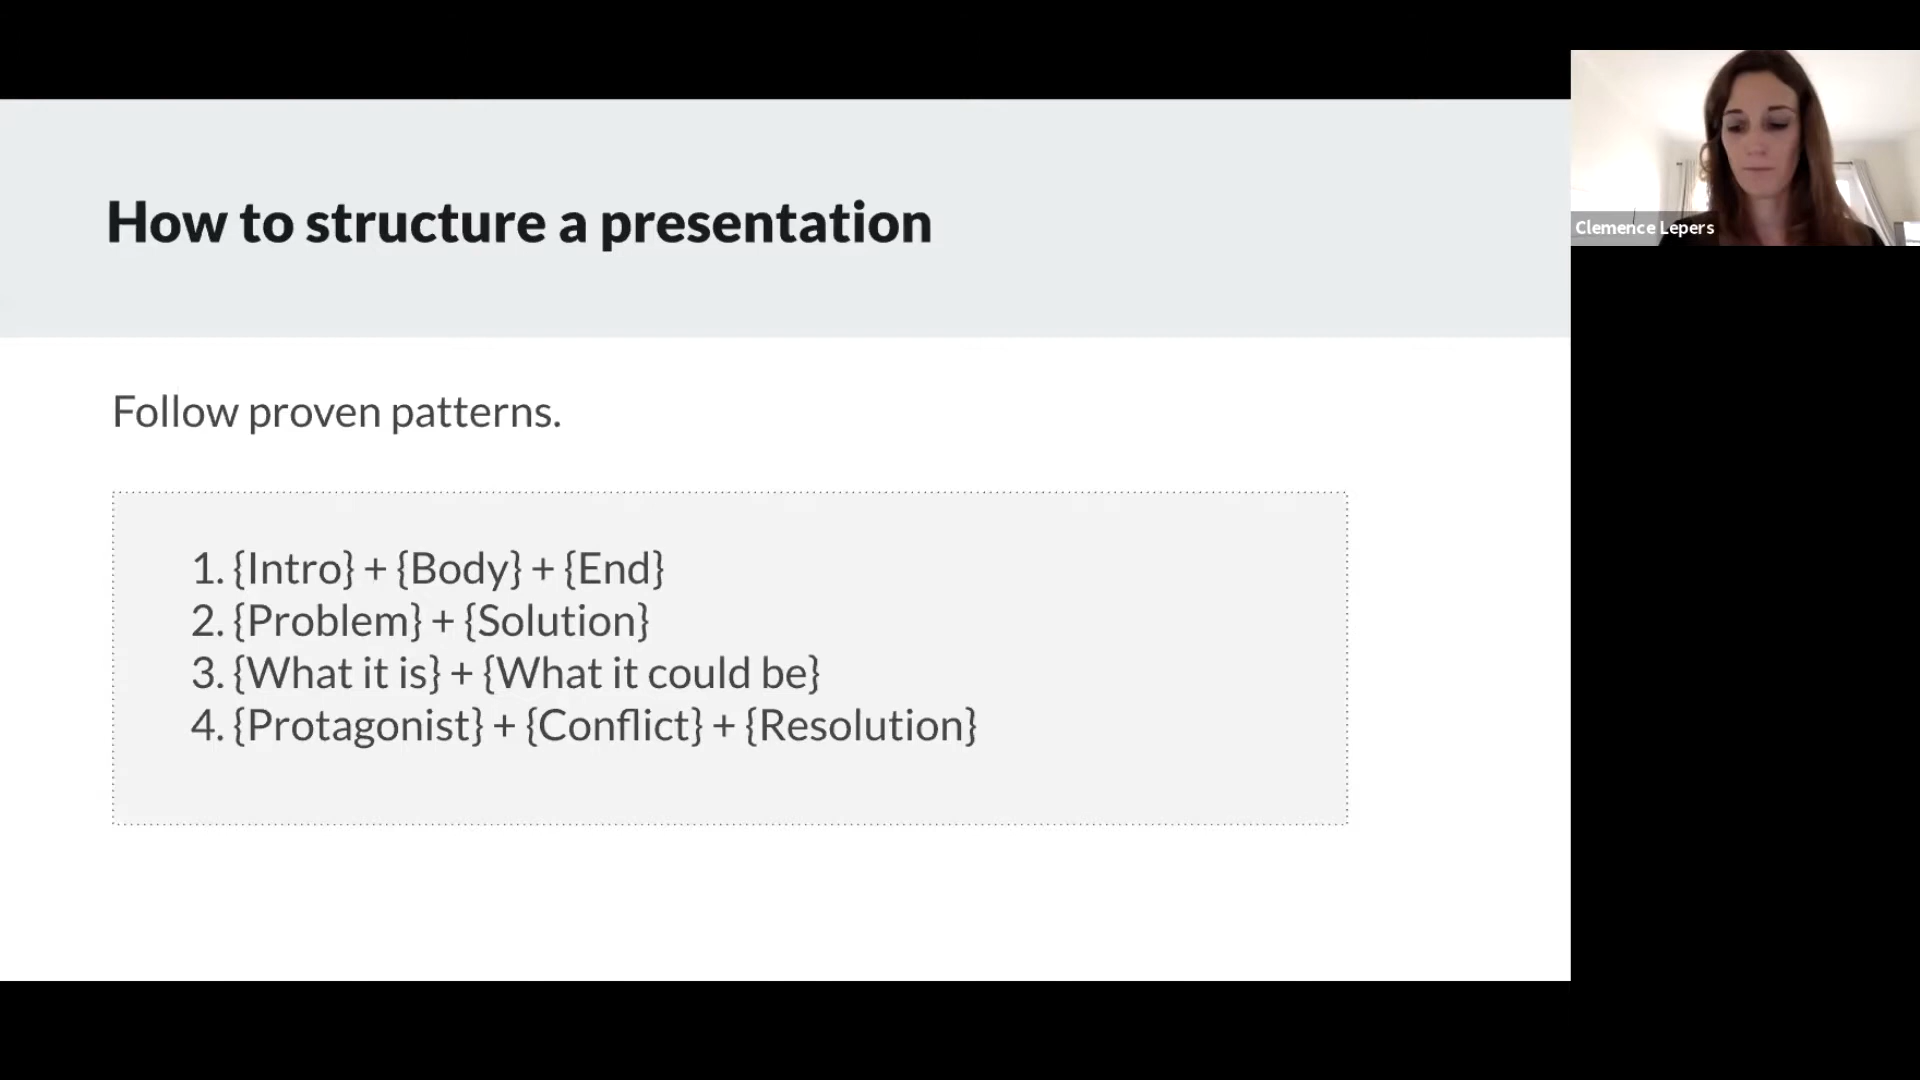 How to structure a presentation
Clemence Lepers
Follow proven patterns.
1. {Intro} + {Body} + {End}
2. {Problem} + {Solution}
3. {What it is} + {What it could be}
4. {Protagonist} + {Conflict} + {Resolution}